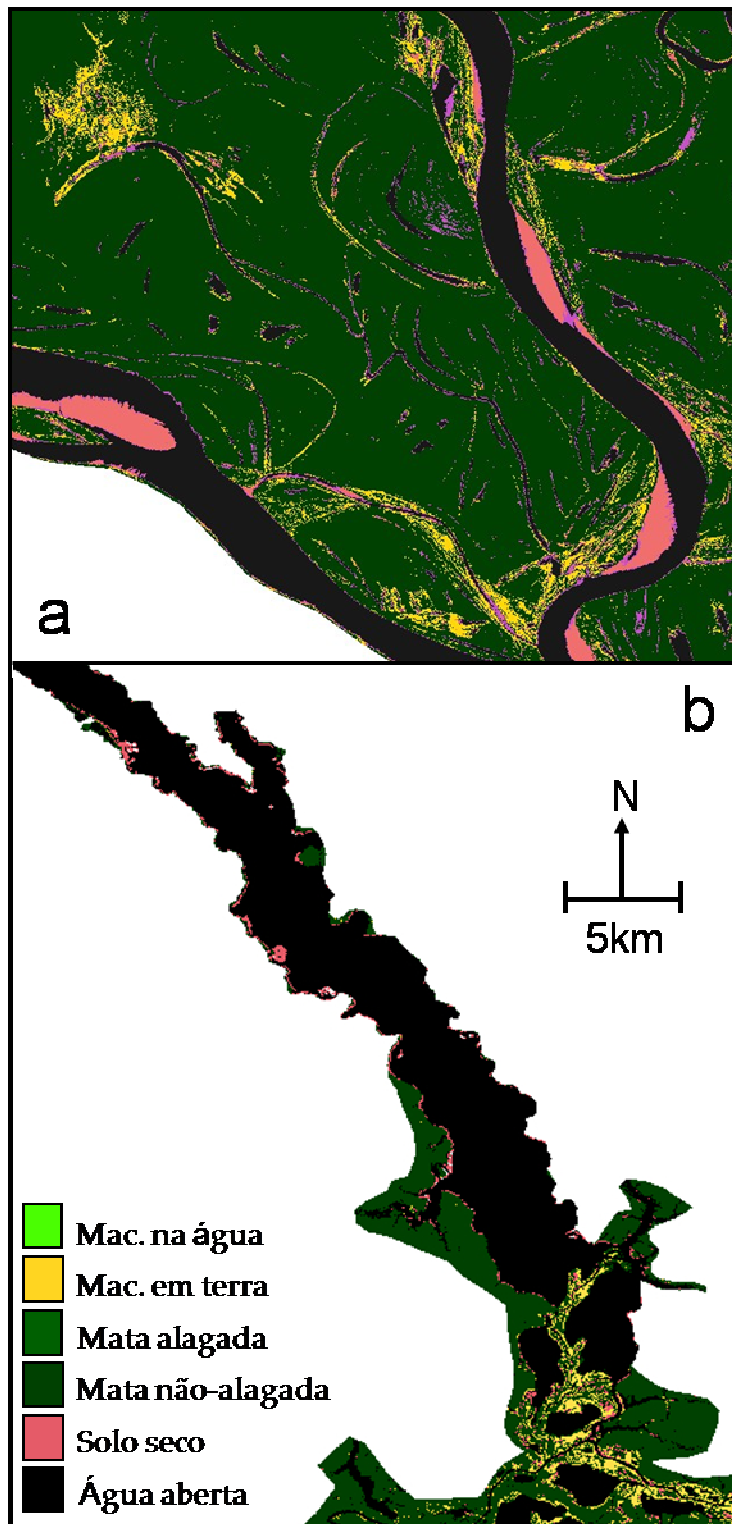 a
b
N
5km
Mac. na água
Mac. em terra
Mata alagada
Mata não-alagada
Solo seco
Água aberta